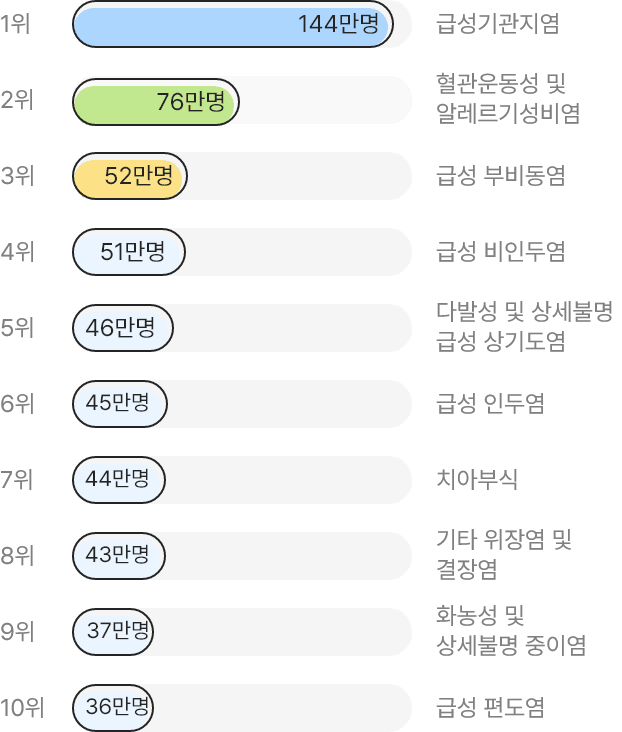 1위 144만명 급성기관지염
2위 76만명 혈관운동성 및
알레르기성비염
3위 52만명 급성 부비동염
4위 51만명 급성 비인두염
5위 46만명 다발성 및 상세불명
급성 상기도염
6위 45만명 급성 인두염
7위 44만명 치아부식
8위 43만명 기타 위장염 및
결장염
9위 37만명 화농성 및
상세불명 중이염
10위 36만명 급성 편도염